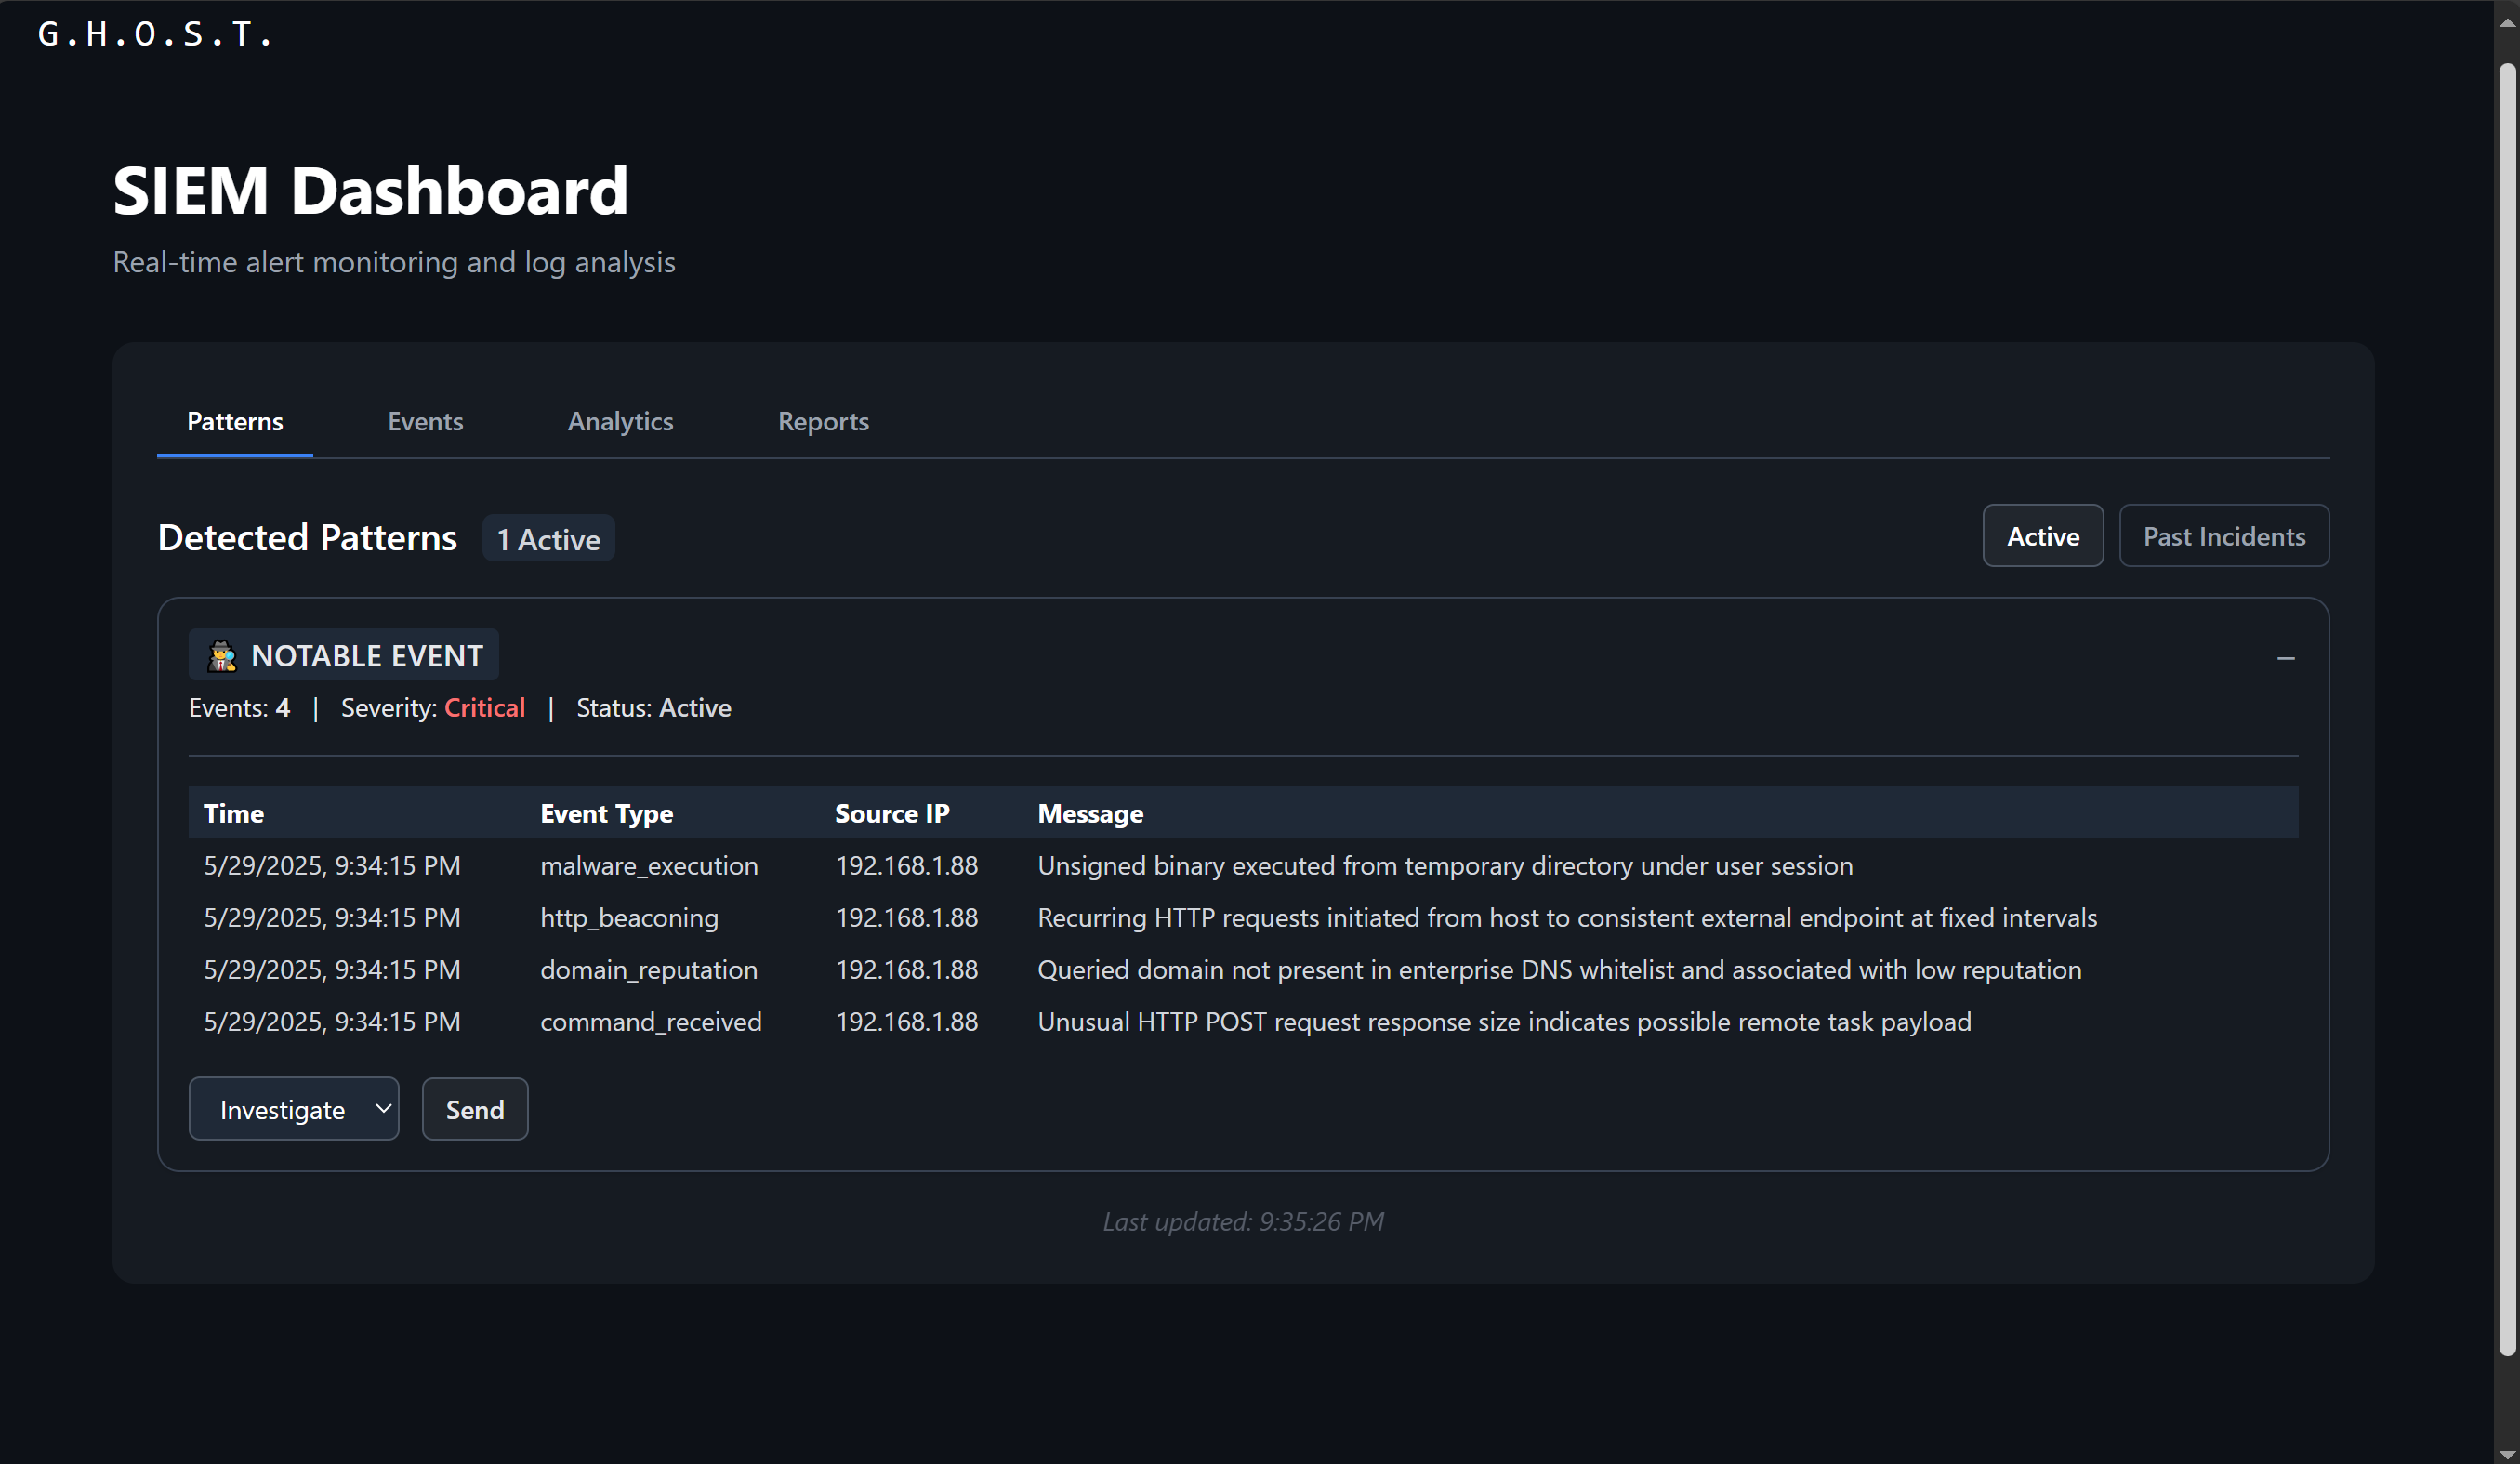 G.H.O.S.T.
SIEM Dashboard
Real-time alert monitoring and log analysis
Patterns Events Analytics Reports
Detected Patterns 1 Active Active Past Incidents
NOTABLE EVENT
Events: 4 | Severity: Critical | Status: Active
Time Event Type Source IP Message
5/29/2025, 9:34:15 PM malware_execution 192.168.1.88 Unsigned binary executed from temporary directory under user session
5/29/2025, 9:34:15 PM http_beaconing 192.168.1.88 Recurring HTTP requests initiated from host to consistent external endpoint at fixed intervals
5/29/2025, 9:34:15 PM domain_reputation 192.168.1.88 Queried domain not present in enterprise DNS whitelist and associated with low reputation
5/29/2025, 9:34:15 PM command_received 192.168.1.88 Unusual HTTP POST request response size indicates possible remote task payload
Investigate Send
Last updated: 9:35:26 PM